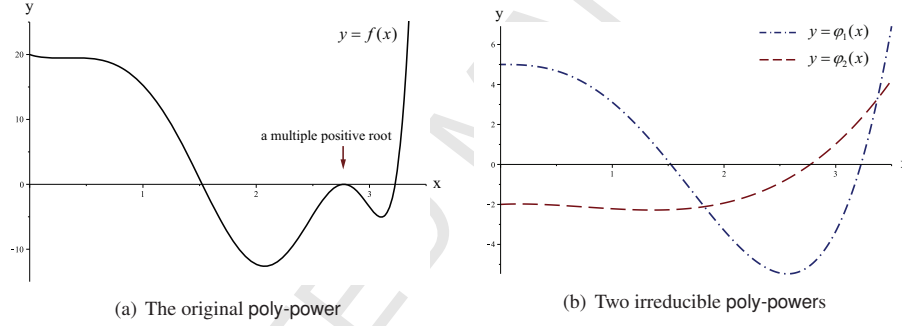 y
y = f(x)
20
10
a multiple positive root
0
1
2
3
x
-10
(a) The original poly-power
y
y = φ₁(x)
y = φ₂(x)
6
4
2
0
1
2
3
-2
-4
(b) Two irreducible poly-powers